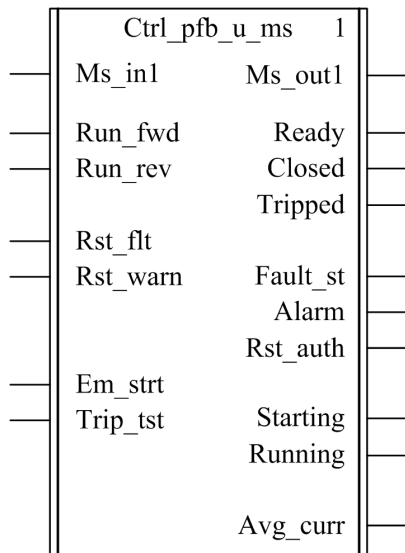 Ctrl_pfb_u_ms 1
Ms_in1 Ms_out1
Run_fwd Ready
Run_rev Closed
Tripped
Rst_flt
Rst_warn Fault_st
Alarm
Rst_auth
Em_strt
Trip_tst Starting
Running
Avg_curr